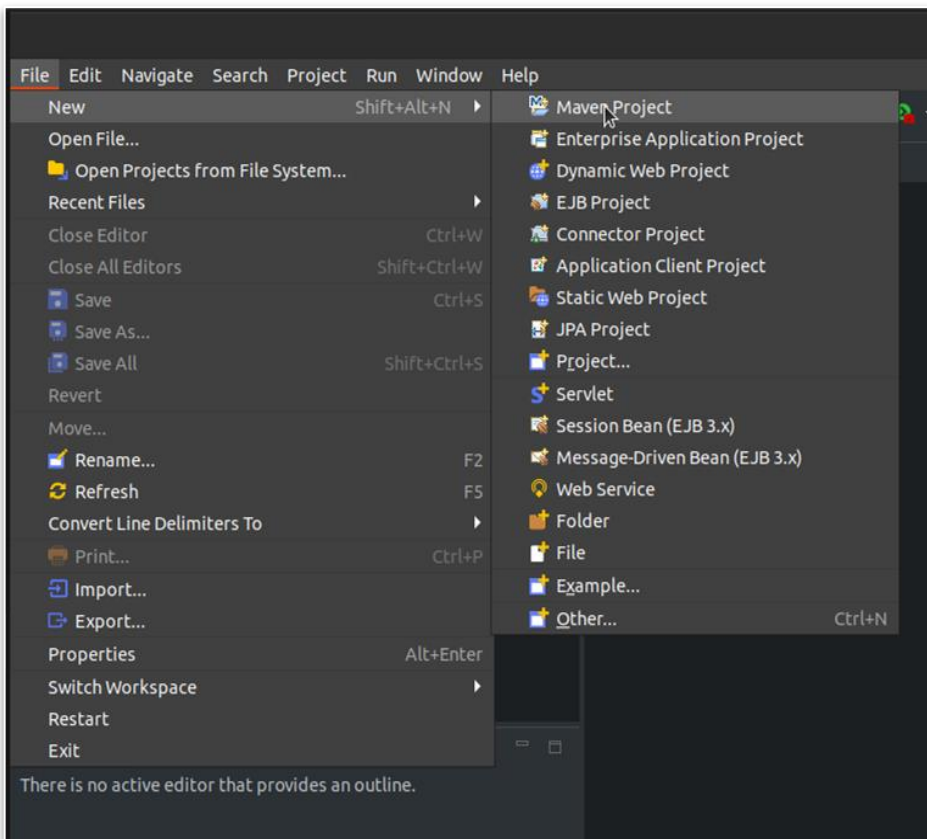 File Edit Navigate Search Project Run Window Help
New Shift+Alt+N
Open File...
Open Projects from File System...
Recent Files
Close Editor Ctrl+W
Close All Editors Shift+Ctrl+W
Save Ctrl+S
Save As...
Save All Shift+Ctrl+S
Revert
Move...
Rename... F2
Refresh F5
Convert Line Delimiters To
Print... Ctrl+P
Import...
Export...
Properties Alt+Enter
Switch Workspace
Restart
Exit
Maven Project
Enterprise Application Project
Dynamic Web Project
EJB Project
Connector Project
Application Client Project
Static Web Project
JPA Project
Project...
Servlet
Session Bean (EJB 3.x)
Message-Driven Bean (EJB 3.x)
Web Service
Folder
File
Example...
Other... Ctrl+N
There is no active editor that provides an outline.